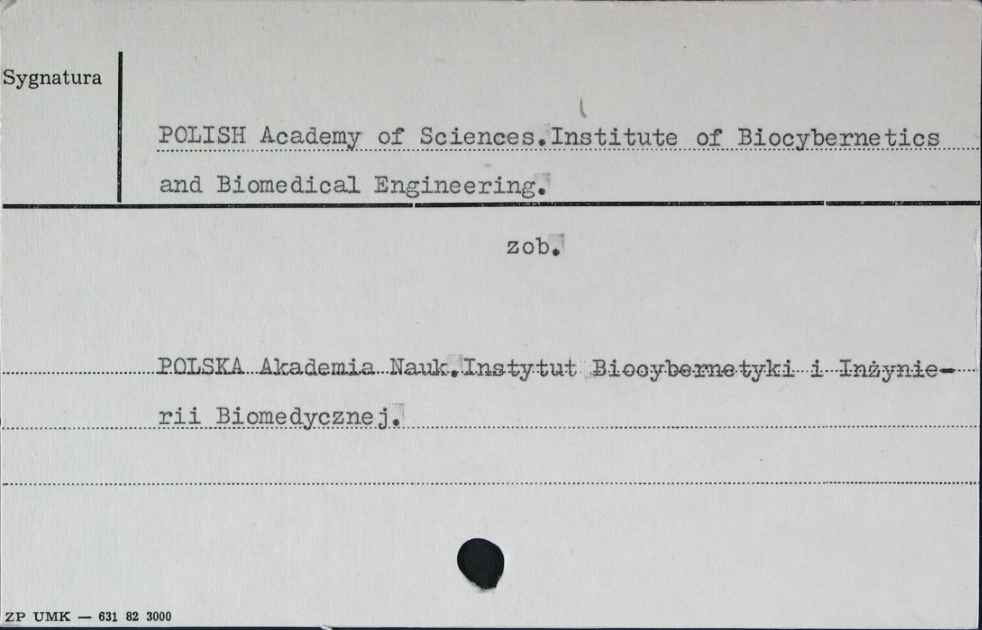 Sygnatura
POLISH Academy of Sciences.Institute of Biocybernetics
and Biomedical Engineering.
zob.
POLSKA Akademia Nauk.Instytut Biocybernetyki i Inżynie-
rii Biomedycznej.
ZP UMK — 631 82 3000